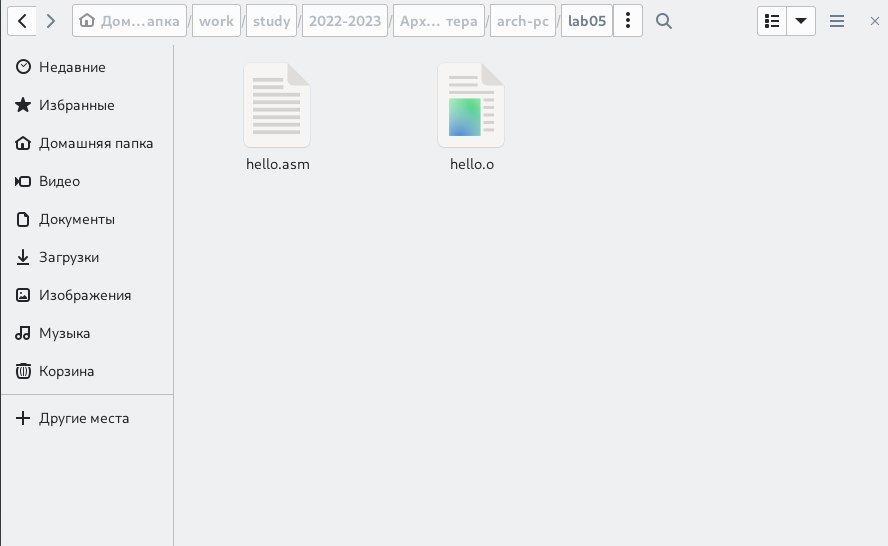 Дом…апка / work / study / 2022-2023 / Арх… тера / arch-pc / lab05
Недавние
Избранные
Домашняя папка
Видео
Документы
Загрузки
Изображения
Музыка
Корзина
Другие места
hello.asm
hello.o